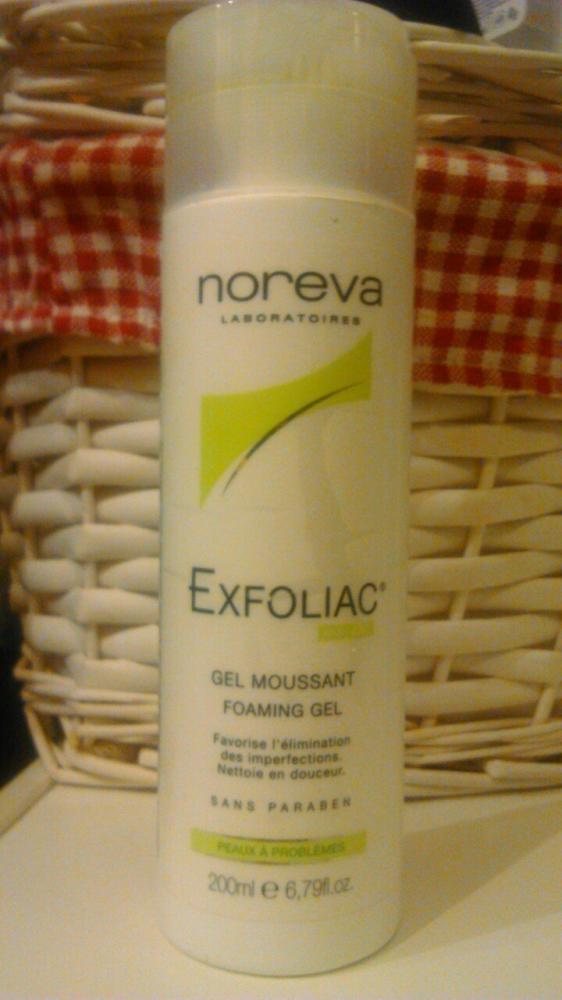 noreva
LABORATOIRES
EXFOLIAC®
GEL MOUSSANT
FOAMING GEL
Favorise l'élimination
des imperfections.
Nettoie en douceur.
SANS PARABEN
PEAUX À PROBLÈMES
200ml e 6,79fl.oz.